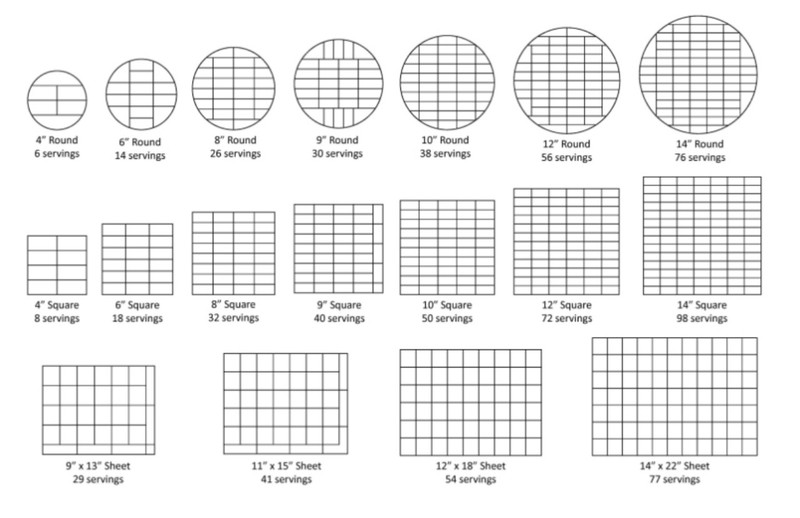 4” Round
6 servings
6” Round
14 servings
8” Round
26 servings
9” Round
30 servings
10” Round
38 servings
12” Round
56 servings
14” Round
76 servings
4” Square
8 servings
6” Square
18 servings
8” Square
32 servings
9” Square
40 servings
10” Square
50 servings
12” Square
72 servings
14” Square
98 servings
9” x 13” Sheet
29 servings
11” x 15” Sheet
41 servings
12” x 18” Sheet
54 servings
14” x 22” Sheet
77 servings